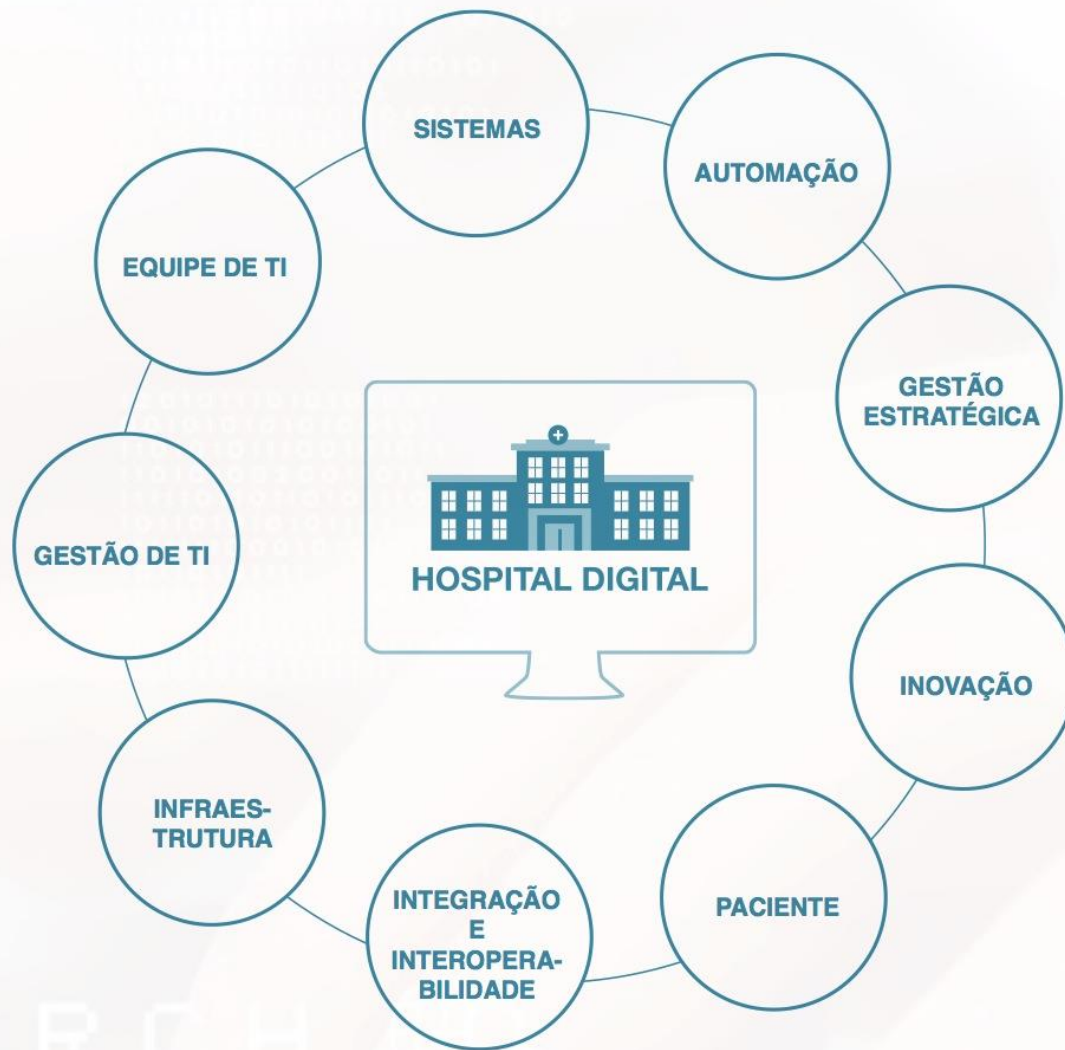 SISTEMAS
AUTOMAÇÃO
EQUIPE DE TI
GESTÃO
ESTRATÉGICA
HOSPITAL DIGITAL
GESTÃO DE TI
INOVAÇÃO
INFRAES-
TRUTURA
INTEGRAÇÃO
E
INTEROPERA-
BILIDADE
PACIENTE